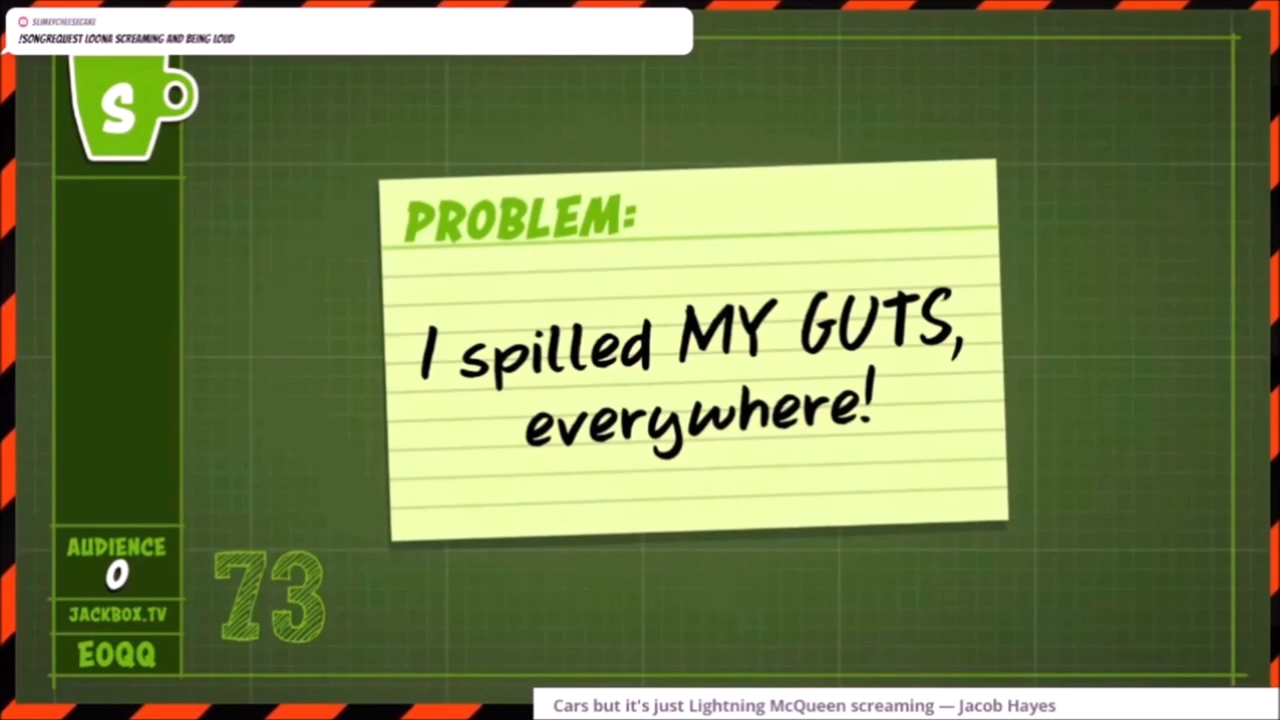 SLIMEYCHEESECAKE
!SONGREQUEST LOONA SCREAMING AND BEING LOUD
S
PROBLEM:
I spilled MY GUTS,
everywhere!
AUDIENCE
0
JACKBOX.TV
EOQQ
73
Cars but it's just Lightning McQueen screaming — Jacob Hayes